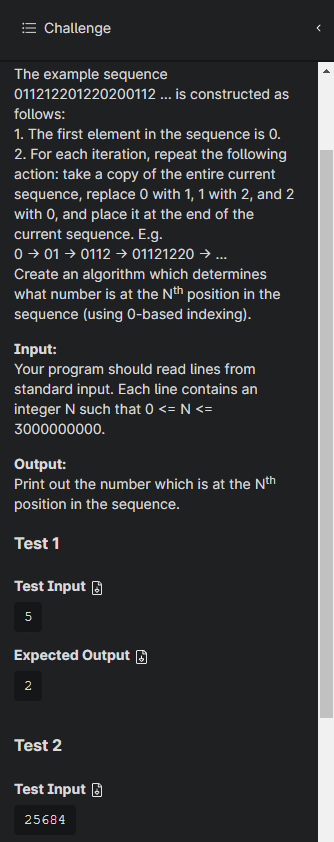 Challenge
The example sequence
011212201220200112 ... is constructed as
follows:
1. The first element in the sequence is 0.
2. For each iteration, repeat the following
action: take a copy of the entire current
sequence, replace 0 with 1, 1 with 2, and 2
with 0, and place it at the end of the
current sequence. E.g.
0 → 01 → 0112 → 01121220 → ...
Create an algorithm which determines
what number is at the Nth position in the
sequence (using 0-based indexing).
Input:
Your program should read lines from
standard input. Each line contains an
integer N such that 0 <= N <=
3000000000.
Output:
Print out the number which is at the Nth
position in the sequence.
Test 1
Test Input
5
Expected Output
2
Test 2
Test Input
25684